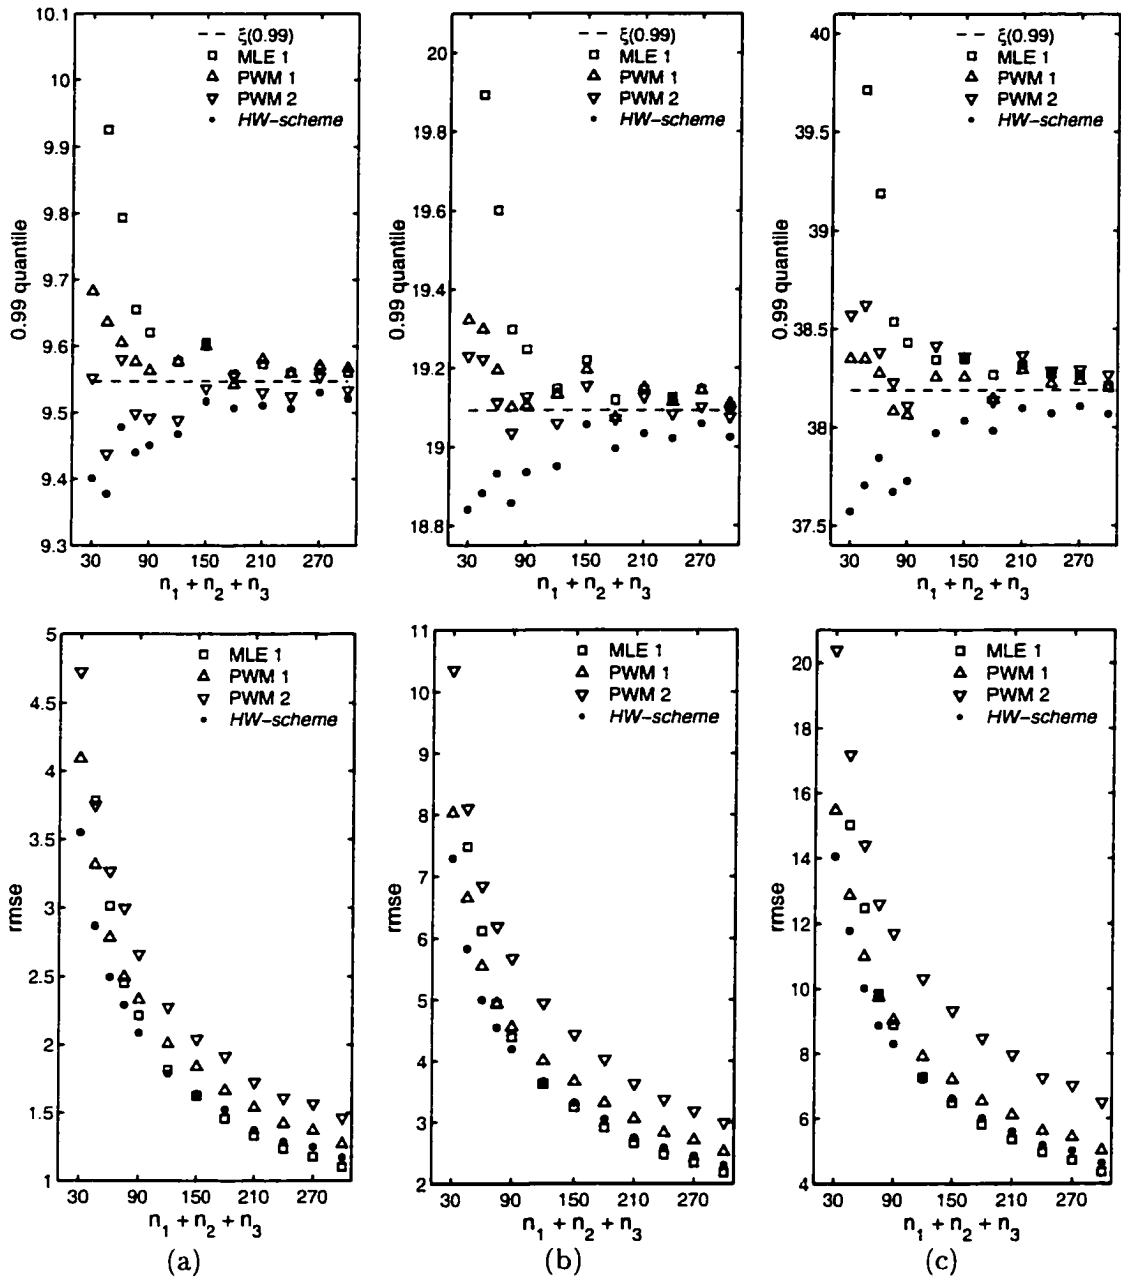 10.1
10
9.9
9.8
9.7
9.6
9.5
9.4
9.3
0.99 quantile
ξ(0.99)
MLE 1
PWM 1
PWM 2
HW-scheme
30 90 150 210 270
n1 + n2 + n3
20
19.8
19.6
19.4
19.2
19
18.8
0.99 quantile
ξ(0.99)
MLE 1
PWM 1
PWM 2
HW-scheme
30 90 150 210 270
n1 + n2 + n3
40
39.5
39
38.5
38
37.5
0.99 quantile
ξ(0.99)
MLE 1
PWM 1
PWM 2
HW-scheme
30 90 150 210 270
n1 + n2 + n3
5
4.5
4
3.5
3
2.5
2
1.5
1
rmse
MLE 1
PWM 1
PWM 2
HW-scheme
30 90 150 210 270
n1 + n2 + n3
(a)
11
10
9
8
7
6
5
4
3
2
rmse
MLE 1
PWM 1
PWM 2
HW-scheme
30 90 150 210 270
n1 + n2 + n3
(b)
20
18
16
14
12
10
8
6
4
rmse
MLE 1
PWM 1
PWM 2
HW-scheme
30 90 150 210 270
n1 + n2 + n3
(c)